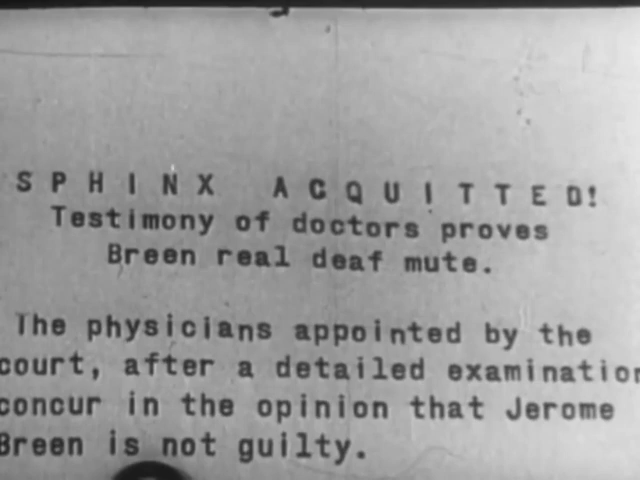 SPHINX ACQUITTED!
Testimony of doctors proves
Breen real deaf mute.
The physicians appointed by the
court, after a detailed examination
concur in the opinion that Jerome
Breen is not guilty.